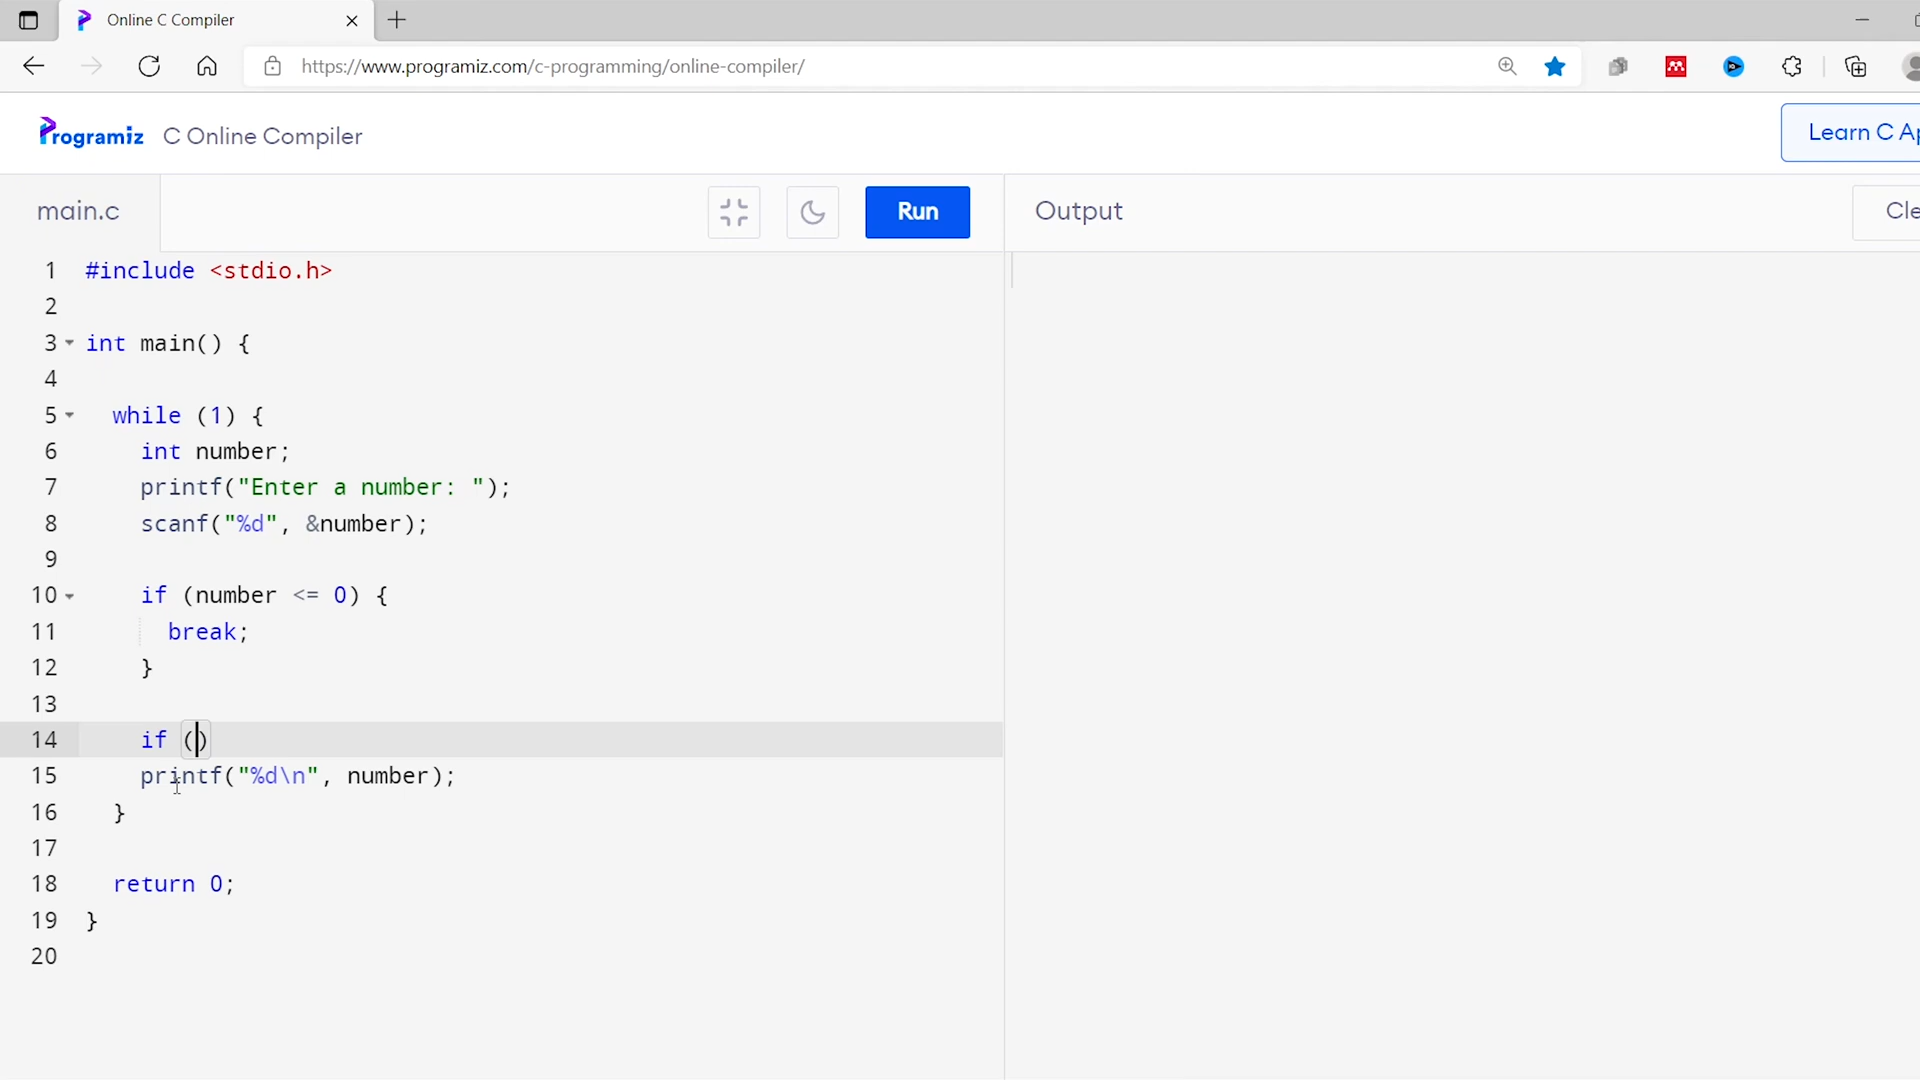 Online C Compiler
https://www.programiz.com/c-programming/online-compiler/
Programiz C Online Compiler
Learn C Ap
main.c
Run
Output
Cle
1 #include <stdio.h>
2
3 int main() {
4
5 while (1) {
6 int number;
7 printf("Enter a number: ");
8 scanf("%d", &number);
9
10 if (number <= 0) {
11 break;
12 }
13
14 if ()
15 printf("%d\n", number);
16 }
17
18 return 0;
19 }
20